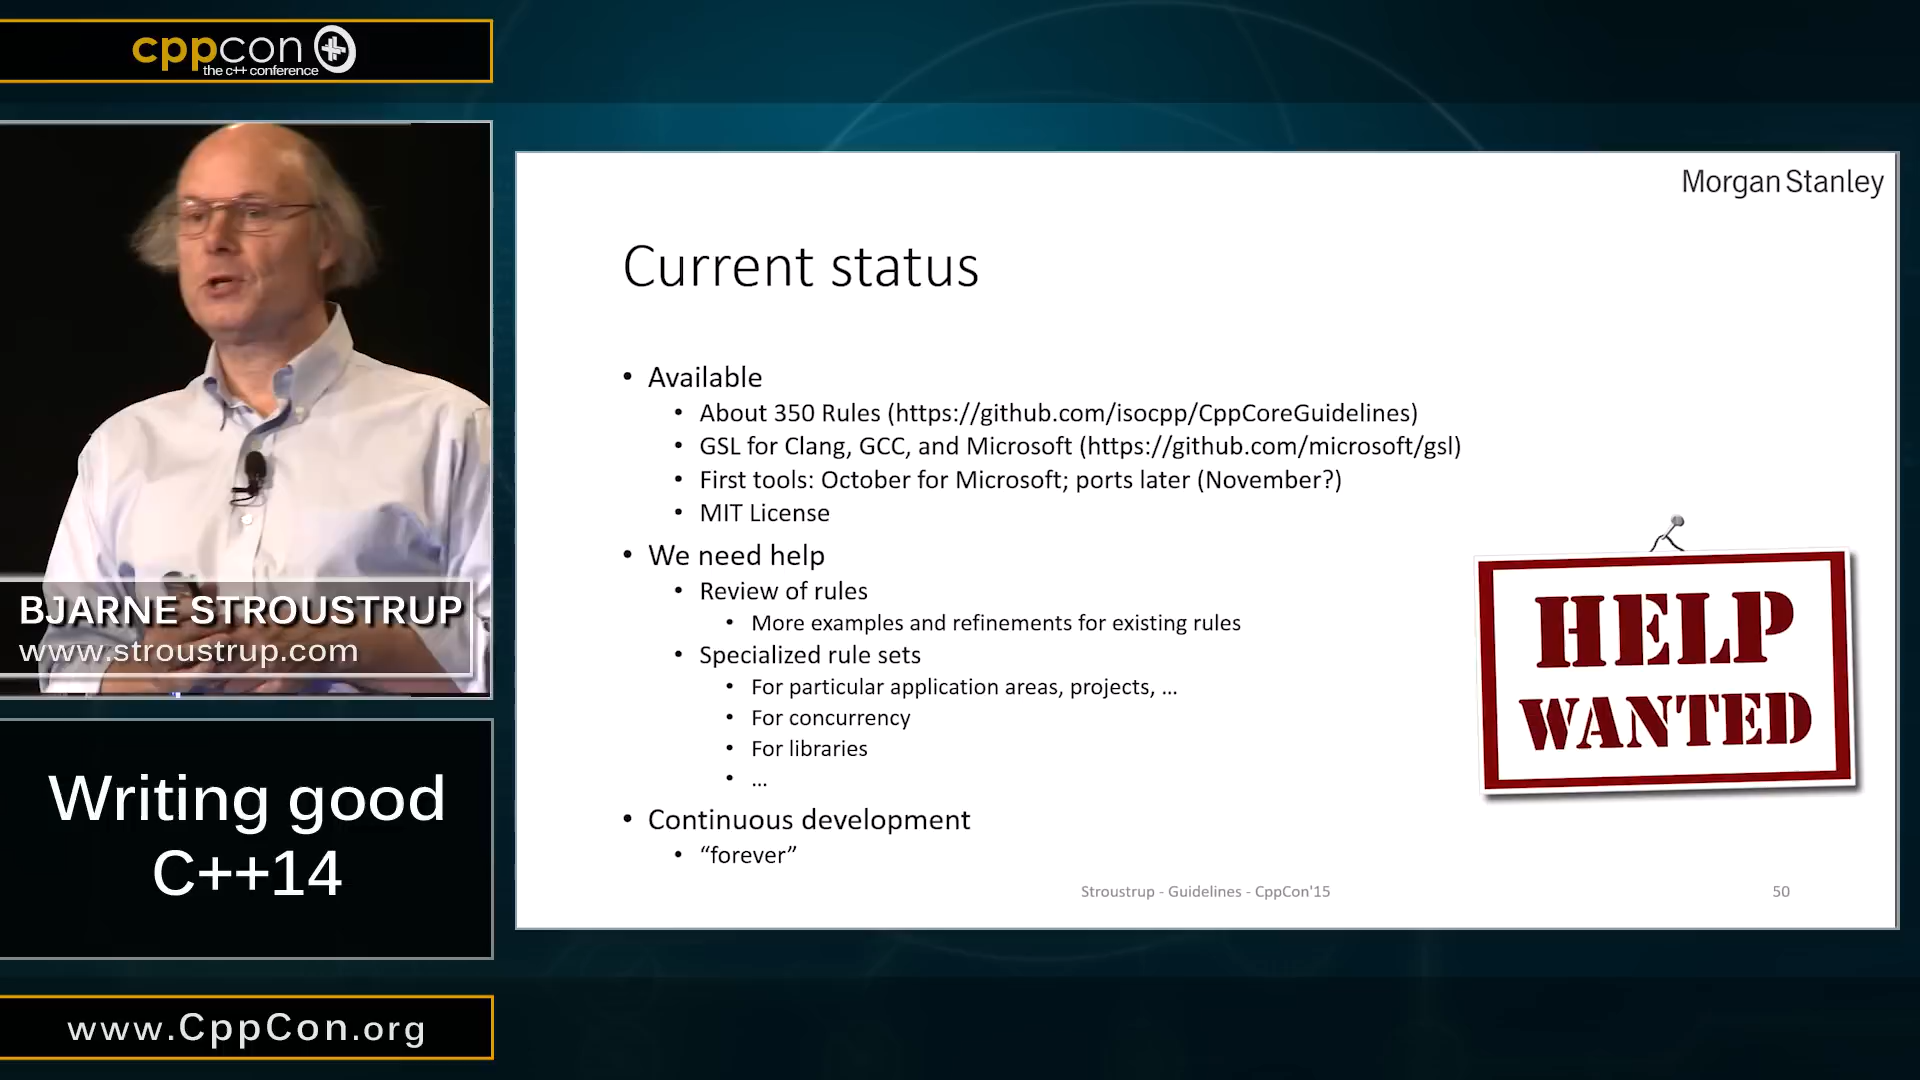 cppcon
the c++ conference
BJARNE STROUSTRUP
www.stroustrup.com
Writing good
C++14
www.CppCon.org
Morgan Stanley
Current status
• Available
• About 350 Rules (https://github.com/isocpp/CppCoreGuidelines)
• GSL for Clang, GCC, and Microsoft (https://github.com/microsoft/gsl)
• First tools: October for Microsoft; ports later (November?)
• MIT License
• We need help
• Review of rules
• More examples and refinements for existing rules
• Specialized rule sets
• For particular application areas, projects, …
• For concurrency
• For libraries
• …
• Continuous development
• “forever”
HELP
WANTED
Stroustrup - Guidelines - CppCon'15
50